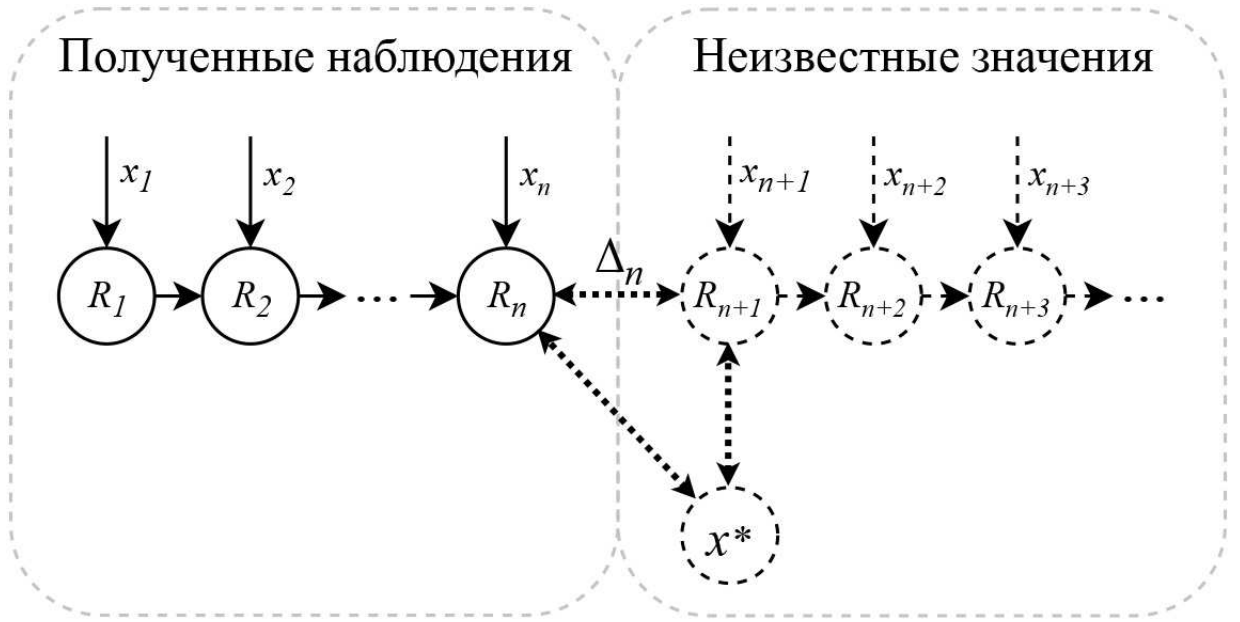 Полученные наблюдения
Неизвестные значения
x₁ x₂ xₙ xₙ₊₁ xₙ₊₂ xₙ₊₃
Δₙ
R₁ R₂ ... Rₙ Rₙ₊₁ Rₙ₊₂ Rₙ₊₃ ...
x*